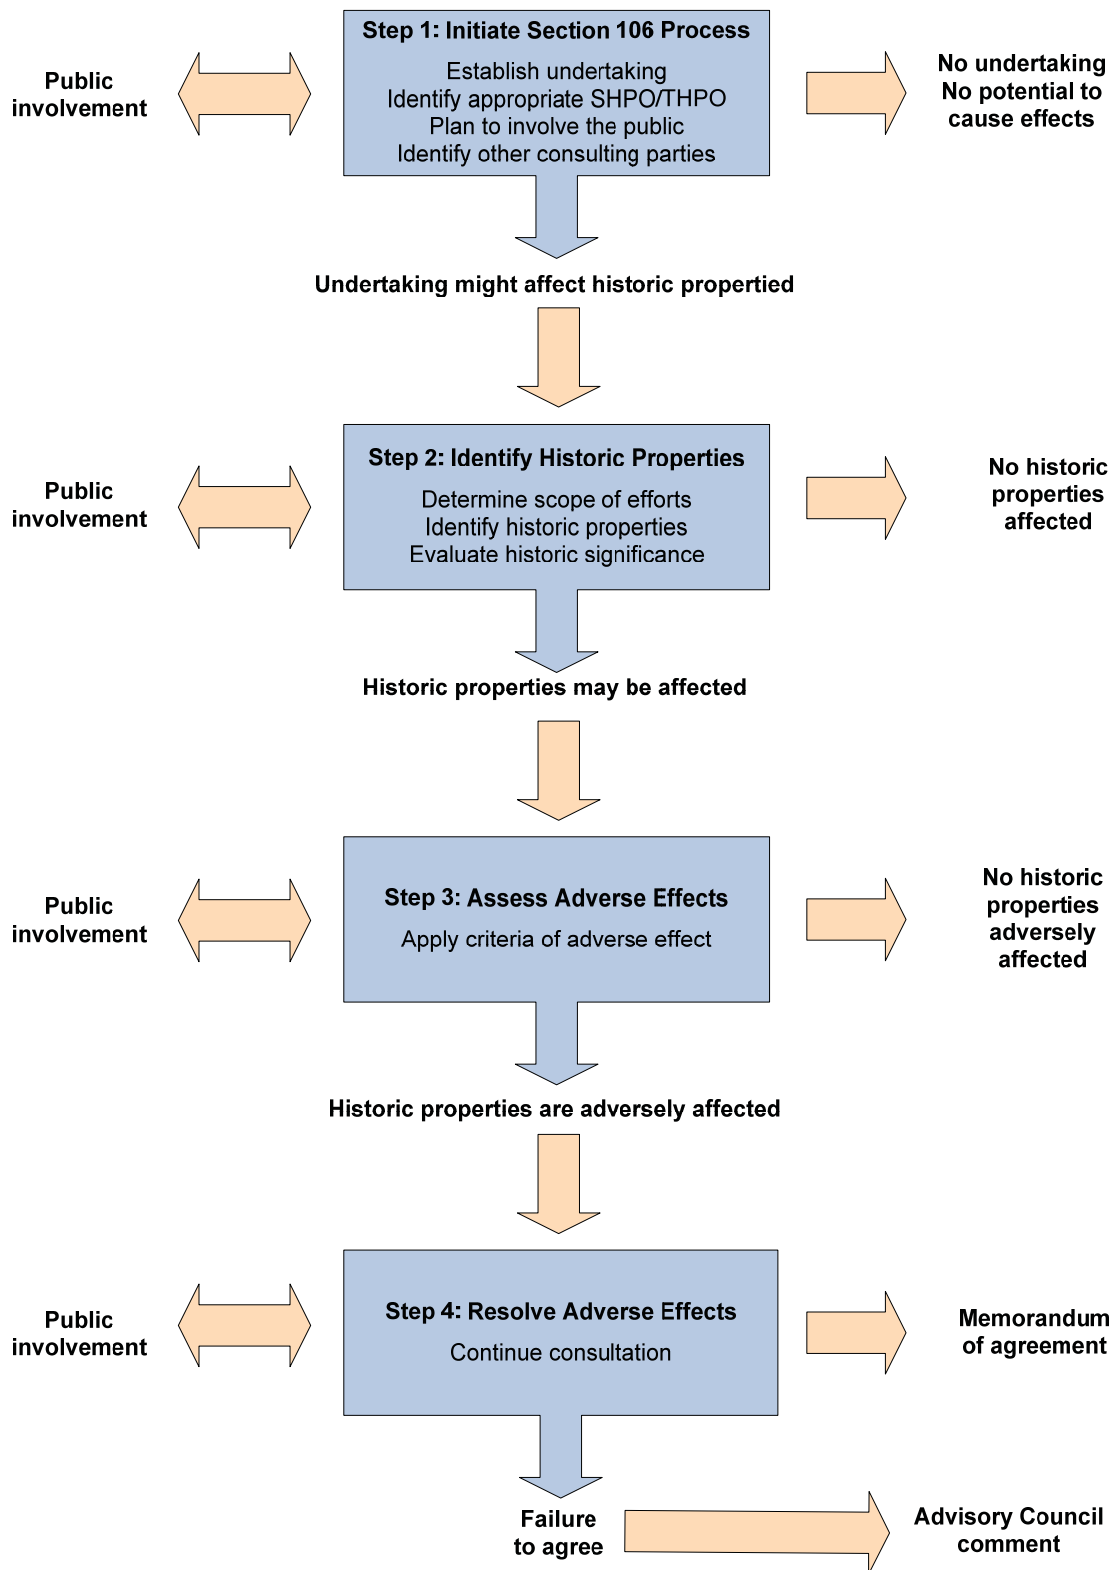 Step 1: Initiate Section 106 Process
Establish undertaking
Identify appropriate SHPO/THPO
Plan to involve the public
Identify other consulting parties
Public
involvement
No undertaking
No potential to
cause effects
Undertaking might affect historic propertied
Step 2: Identify Historic Properties
Determine scope of efforts
Identify historic properties
Evaluate historic significance
Public
involvement
No historic
properties
affected
Historic properties may be affected
Step 3: Assess Adverse Effects
Apply criteria of adverse effect
Public
involvement
No historic
properties
adversely
affected
Historic properties are adversely affected
Step 4: Resolve Adverse Effects
Continue consultation
Public
involvement
Memorandum
of agreement
Failure
to agree
Advisory Council
comment